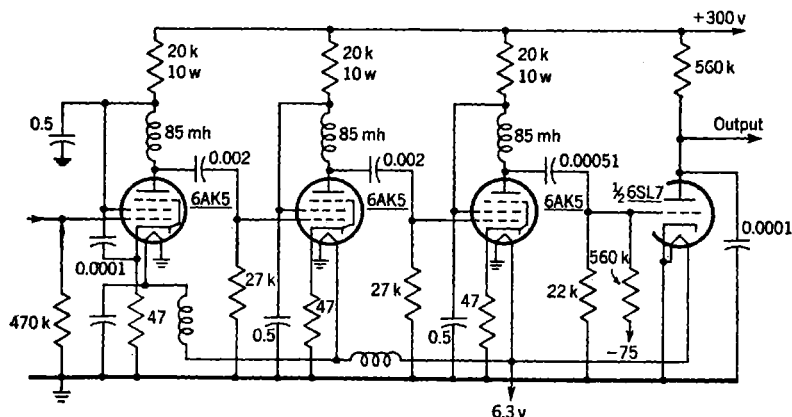 +300 v
20 k
10 w
20 k
10 w
20 k
10 w
560 k
0.5
85 mh
85 mh
85 mh
Output
0.002
0.002
0.00051
½6SL7
6AK5
6AK5
6AK5
0.0001
0.0001
560 k
27 k
27 k
22 k
470 k
47
0.5
47
0.5
47
−75
6.3 v